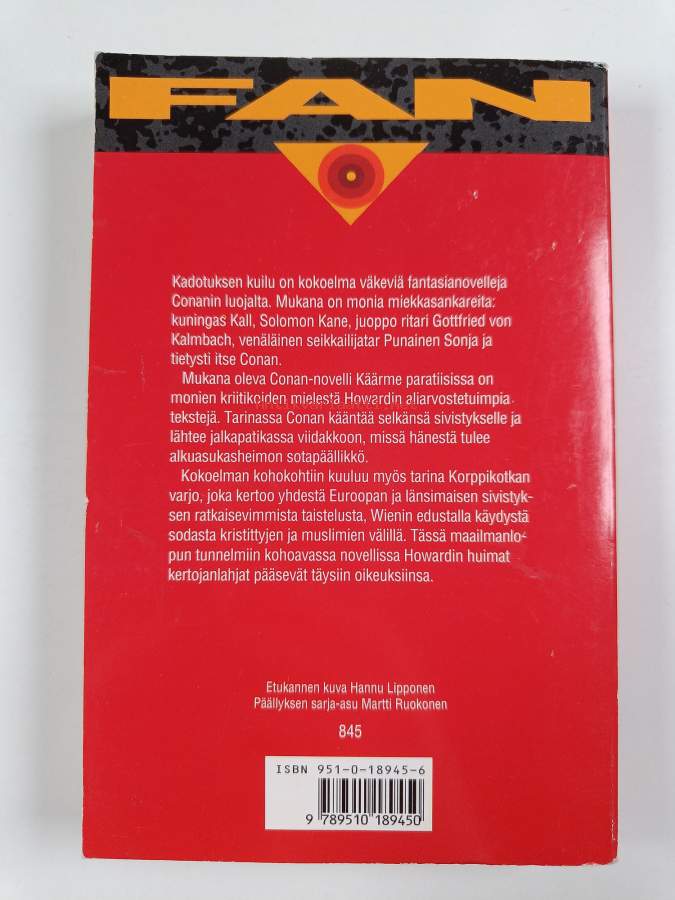 FAN
Kadotuksen kuilu on kokoelma väkeviä fantasianovelleja
Conanin luojalta. Mukana on monia miekkasankareita:
kuningas Kall, Solomon Kane, juoppo ritari Gottfried von
Kalmbach, venäläinen seikkailijatar Punainen Sonja ja
tietysti itse Conan.
Mukana oleva Conan-novelli Käärme paratiisissa on
monien kriitikoiden mielestä Howardin aliarvostetuimpia
tekstejä. Tarinassa Conan kääntää selkänsä sivistykselle ja
lähtee jalkapatikassa viidakkoon, missä hänestä tulee
alkuasukasheimon sotapäällikkö.
Kokoelman kohokohtiin kuuluu myös tarina Korppikotkan
varjo, joka kertoo yhdestä Euroopan ja länsimaisen sivistyk-
sen ratkaisevimmista taistelusta, Wienin edustalla käydystä
sodasta kristittyjen ja muslimien välillä. Tässä maailmanlo-
pun tunnelmiin kohoavassa novellissa Howardin huimat
kertojanlahjat pääsevät täysiin oikeuksiinsa.
Etukannen kuva Hannu Lipponen
Päällyksen sarja-asu Martti Ruokonen
845
ISBN 951-0-18945-6
9 789510 189450